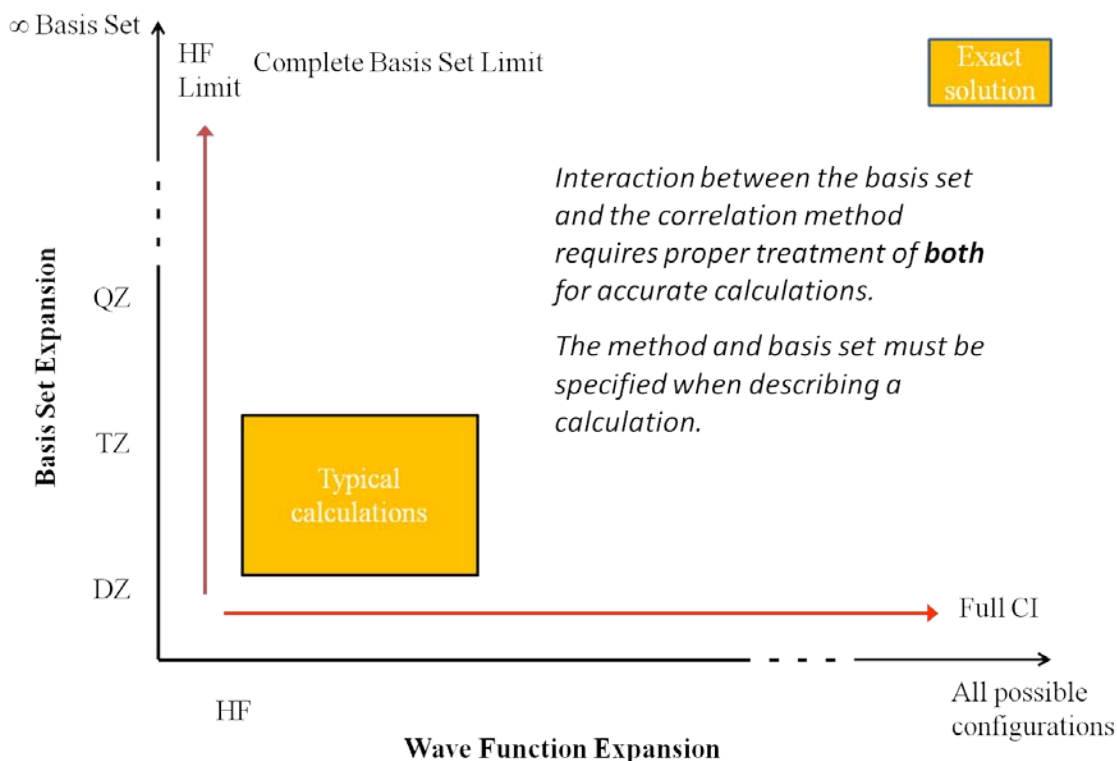 ∞ Basis Set
HF
Limit
Complete Basis Set Limit
Exact
solution
Interaction between the basis set
and the correlation method
requires proper treatment of both
for accurate calculations.
The method and basis set must be
specified when describing a
calculation.
Basis Set Expansion
QZ
TZ
DZ
Typical
calculations
Full CI
HF
All possible
configurations
Wave Function Expansion